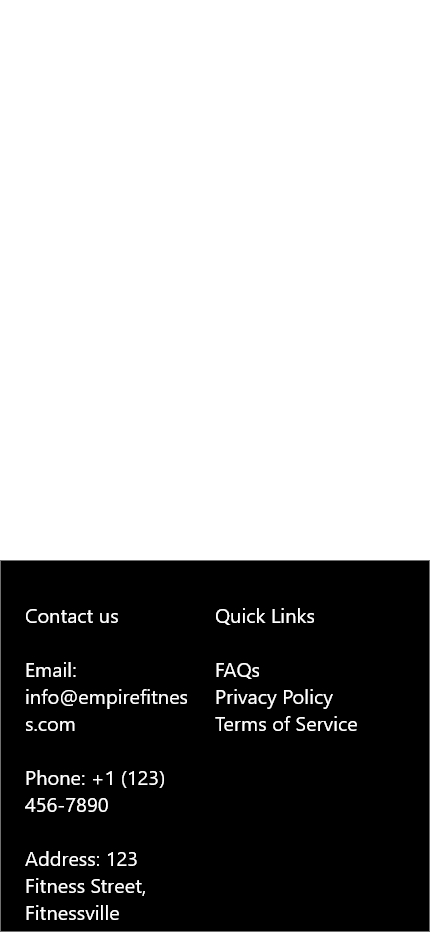 Contact us
Email:
info@empirefitnes
s.com
Phone: +1 (123)
456-7890
Address: 123
Fitness Street,
Fitnessville
Quick Links
FAQs
Privacy Policy
Terms of Service